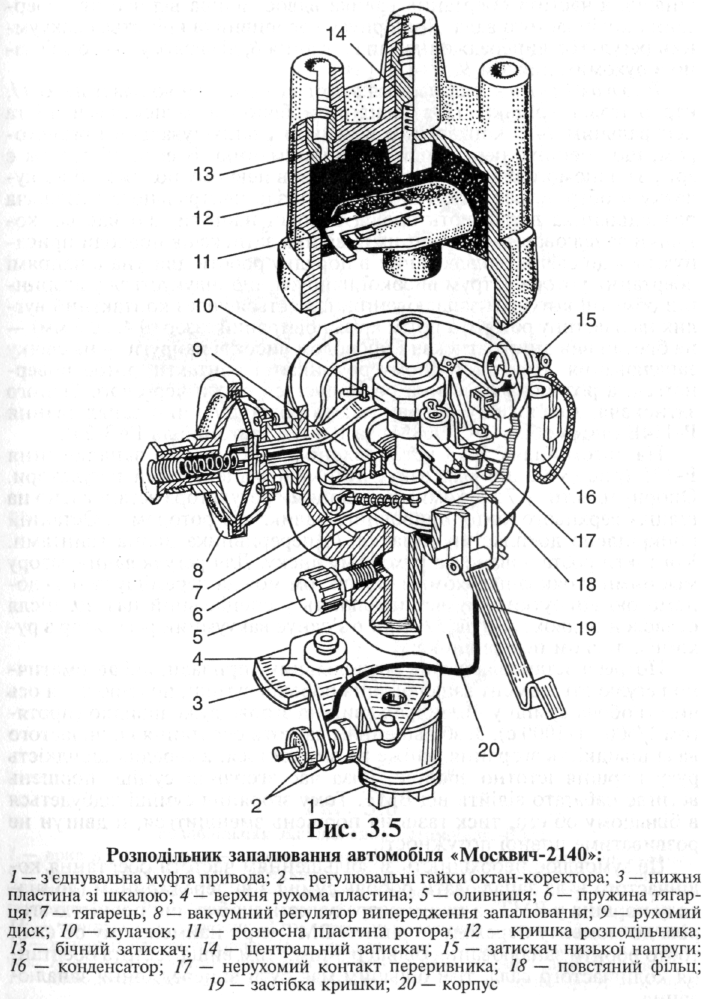 14
13
12
11
10
15
9
16
8
17
7
6
18
5
19
4
3
20
2
1
Рис. 3.5
Розподільник запалювання автомобіля «Москвич-2140»:
1 — з'єднувальна муфта привода; 2 — регулювальні гайки октан-коректора; 3 — нижня
пластина зі шкалою; 4 — верхня рухома пластина; 5 — оливниця; 6 — пружина тягар-
ця; 7 — тягарець; 8 — вакуумний регулятор випередження запалювання; 9 — рухомий
диск; 10 — кулачок; 11 — розносна пластина ротора; 12 — кришка розподільника;
13 — бічний затискач; 14 — центральний затискач; 15 — затискач низької напруги;
16 — конденсатор; 17 — нерухомий контакт переривника; 18 — повстяний фільц;
19 — застібка кришки; 20 — корпус